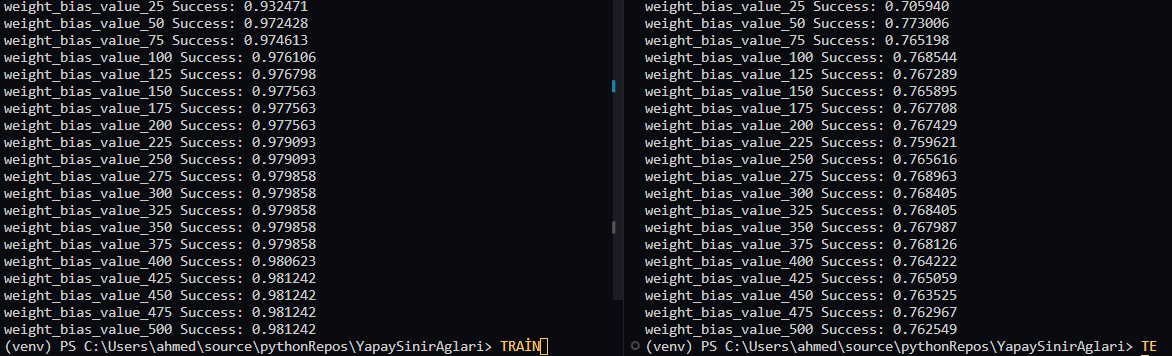 weight_bias_value_25 Success: 0.932471
weight_bias_value_50 Success: 0.972428
weight_bias_value_75 Success: 0.974613
weight_bias_value_100 Success: 0.976106
weight_bias_value_125 Success: 0.976798
weight_bias_value_150 Success: 0.977563
weight_bias_value_175 Success: 0.977563
weight_bias_value_200 Success: 0.977563
weight_bias_value_225 Success: 0.979093
weight_bias_value_250 Success: 0.979093
weight_bias_value_275 Success: 0.979858
weight_bias_value_300 Success: 0.979858
weight_bias_value_325 Success: 0.979858
weight_bias_value_350 Success: 0.979858
weight_bias_value_375 Success: 0.979858
weight_bias_value_400 Success: 0.980623
weight_bias_value_425 Success: 0.981242
weight_bias_value_450 Success: 0.981242
weight_bias_value_475 Success: 0.981242
weight_bias_value_500 Success: 0.981242
(venv) PS C:\Users\ahmed\source\pythonRepos\YapaySinirAglari> TRAİN
weight_bias_value_25 Success: 0.705940
weight_bias_value_50 Success: 0.773006
weight_bias_value_75 Success: 0.765198
weight_bias_value_100 Success: 0.768544
weight_bias_value_125 Success: 0.767289
weight_bias_value_150 Success: 0.765895
weight_bias_value_175 Success: 0.767708
weight_bias_value_200 Success: 0.767429
weight_bias_value_225 Success: 0.759621
weight_bias_value_250 Success: 0.765616
weight_bias_value_275 Success: 0.768963
weight_bias_value_300 Success: 0.768405
weight_bias_value_325 Success: 0.768405
weight_bias_value_350 Success: 0.767987
weight_bias_value_375 Success: 0.768126
weight_bias_value_400 Success: 0.764222
weight_bias_value_425 Success: 0.765059
weight_bias_value_450 Success: 0.763525
weight_bias_value_475 Success: 0.762967
weight_bias_value_500 Success: 0.762549
(venv) PS C:\Users\ahmed\source\pythonRepos\YapaySinirAglari> TE